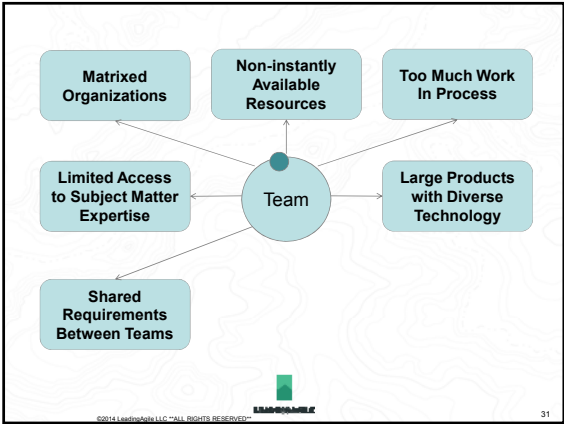 Matrixed
Organizations
Non-instantly
Available
Resources
Too Much Work
In Process
Limited Access
to Subject Matter
Expertise
Team
Large Products
with Diverse
Technology
Shared
Requirements
Between Teams
©2014 LeadingAgile LLC **ALL RIGHTS RESERVED**
31